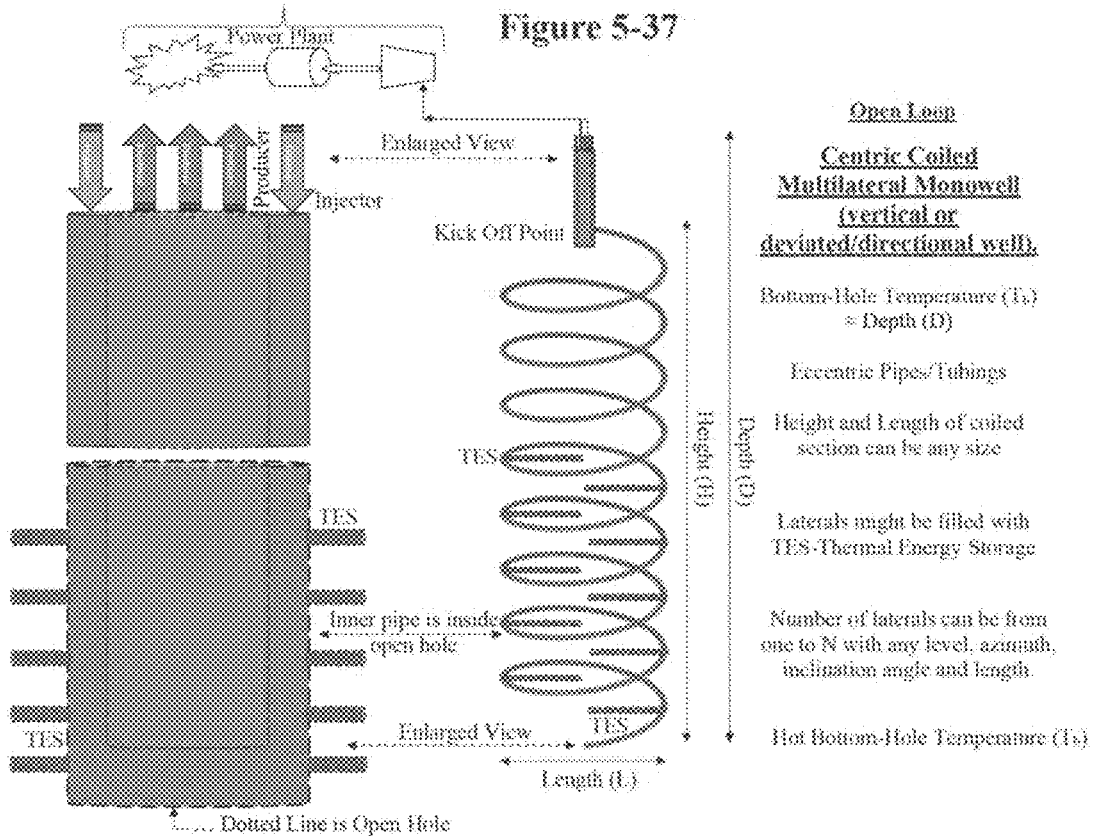 Figure 5-37
Power Plant
Enlarged View
Producer
Injector
Kick Off Point
TES
TES
Inner pipe is inside
open hole
Height (H)
Depth (D)
TES
TES
Enlarged View
Length (L)
Dotted Line is Open Hole
Open Loop
Centric Coiled
Multilateral Monowell
(vertical or
deviated/directional well).
Bottom-Hole Temperature (Tₕ)
≈ Depth (D)
Eccentric Pipes/Tubings
Height and Length of coiled
section can be any size
Laterals might be filled with
TES-Thermal Energy Storage
Number of laterals can be from
one to N with any level, azimuth,
inclination angle and length
Hot Bottom-Hole Temperature (Tₕ)